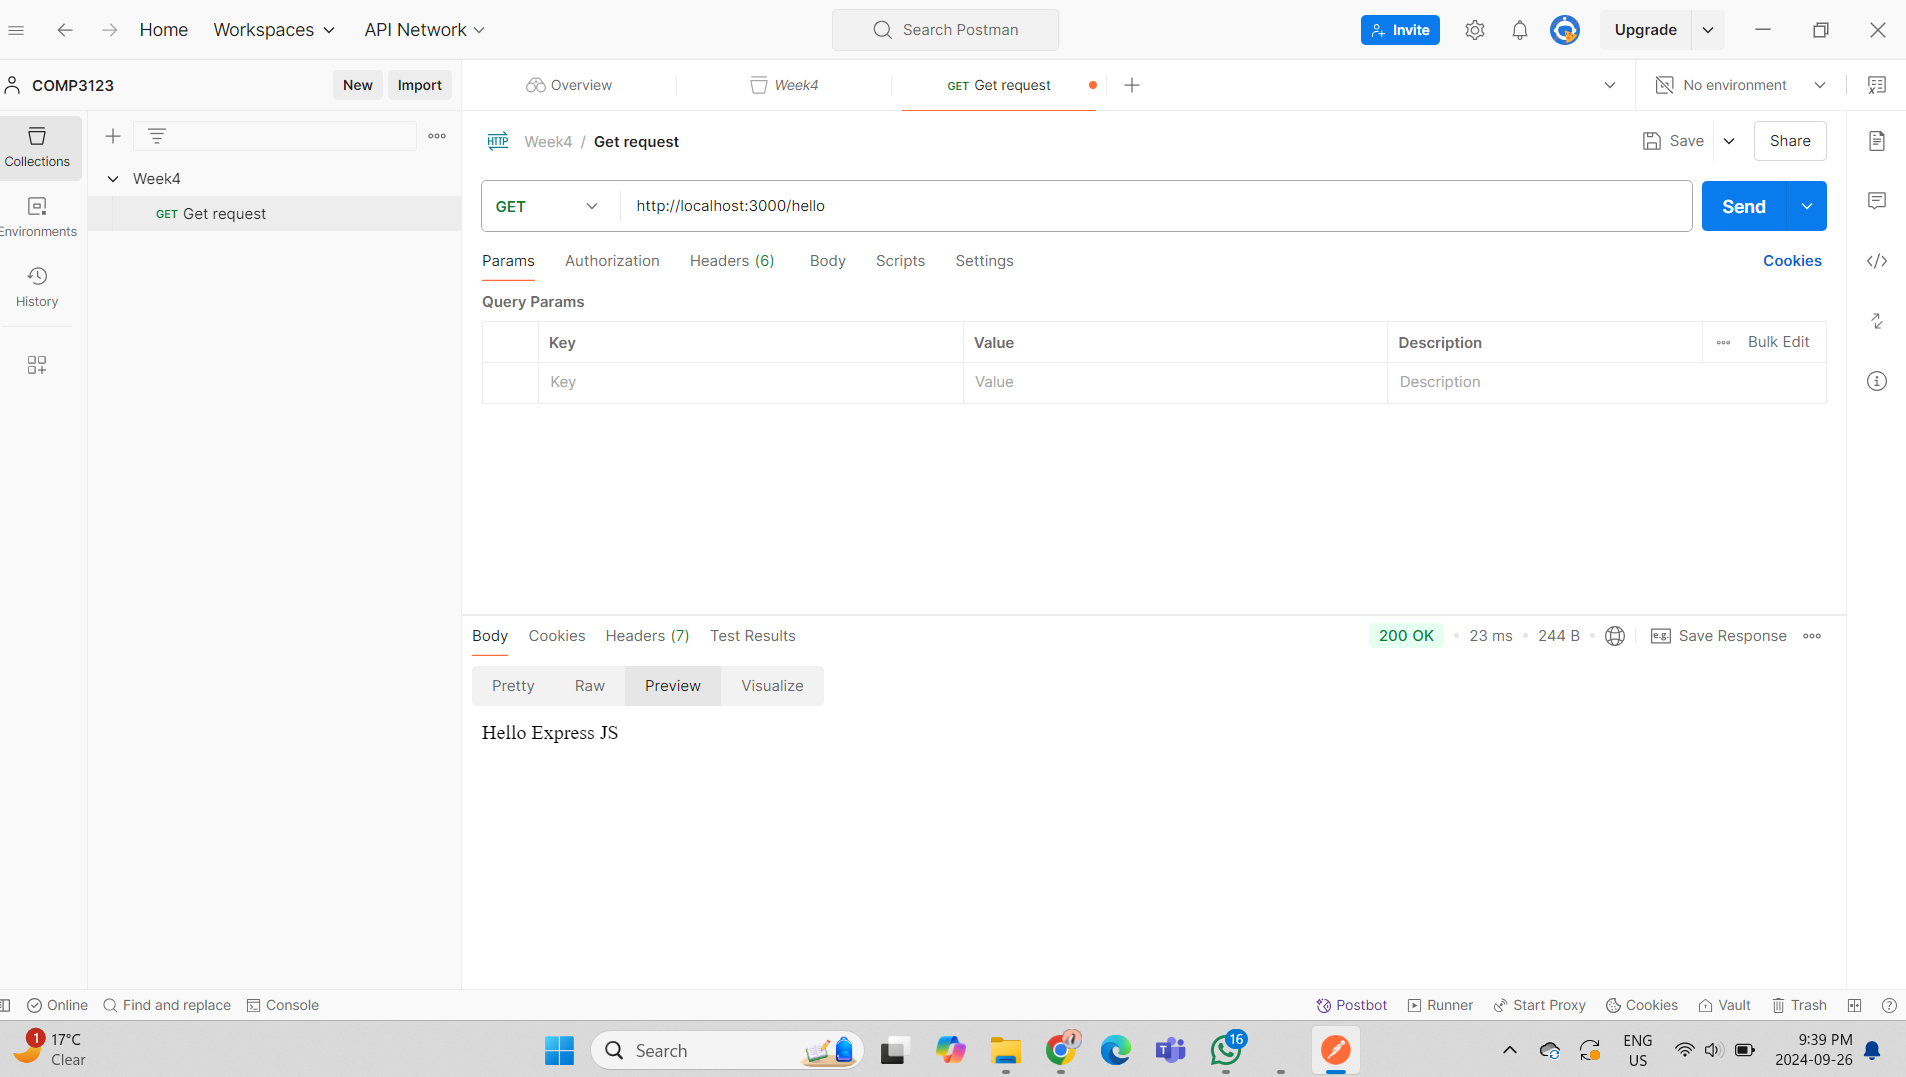 Home Workspaces API Network Search Postman Invite Upgrade
COMP3123 New Import Overview Week4 GET Get request No environment
Collections
Week4
GET Get request
Environments
History
HTTP Week4 / Get request Save Share
GET http://localhost:3000/hello Send
Params Authorization Headers (6) Body Scripts Settings Cookies
Query Params
Key Value Description Bulk Edit
Key Value Description
Body Cookies Headers (7) Test Results 200 OK 23 ms 244 B e.g. Save Response
Pretty Raw Preview Visualize
Hello Express JS
Online Find and replace Console Postbot Runner Start Proxy Cookies Vault Trash
1 17°C
Clear
Search
16
ENG
US
9:39 PM
2024-09-26